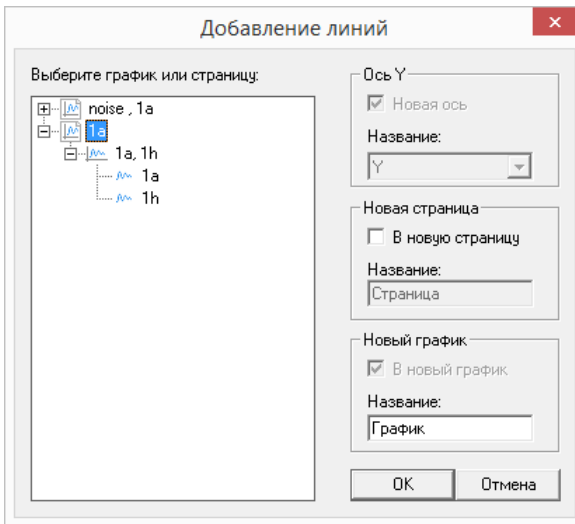 Добавление линий
Выберите график или страницу:
noise , 1a
1a
1a, 1h
1a
1h
Ось Y
Новая ось
Название:
Y
Новая страница
В новую страницу
Название:
Страница
Новый график
В новый график
Название:
График
OK
Отмена